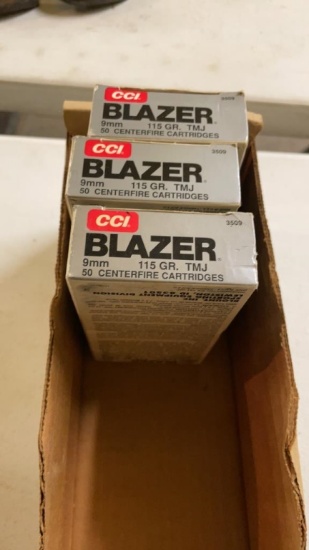 3509
CCI.
BLAZER
9mm 115 GR. TMJ
50 CENTERFIRE CARTRIDGES
3509
CCI.
BLAZER
9mm 115 GR. TMJ
50 CENTERFIRE CARTRIDGES
3509
CCI.
BLAZER
9mm 115 GR. TMJ
50 CENTERFIRE CARTRIDGES